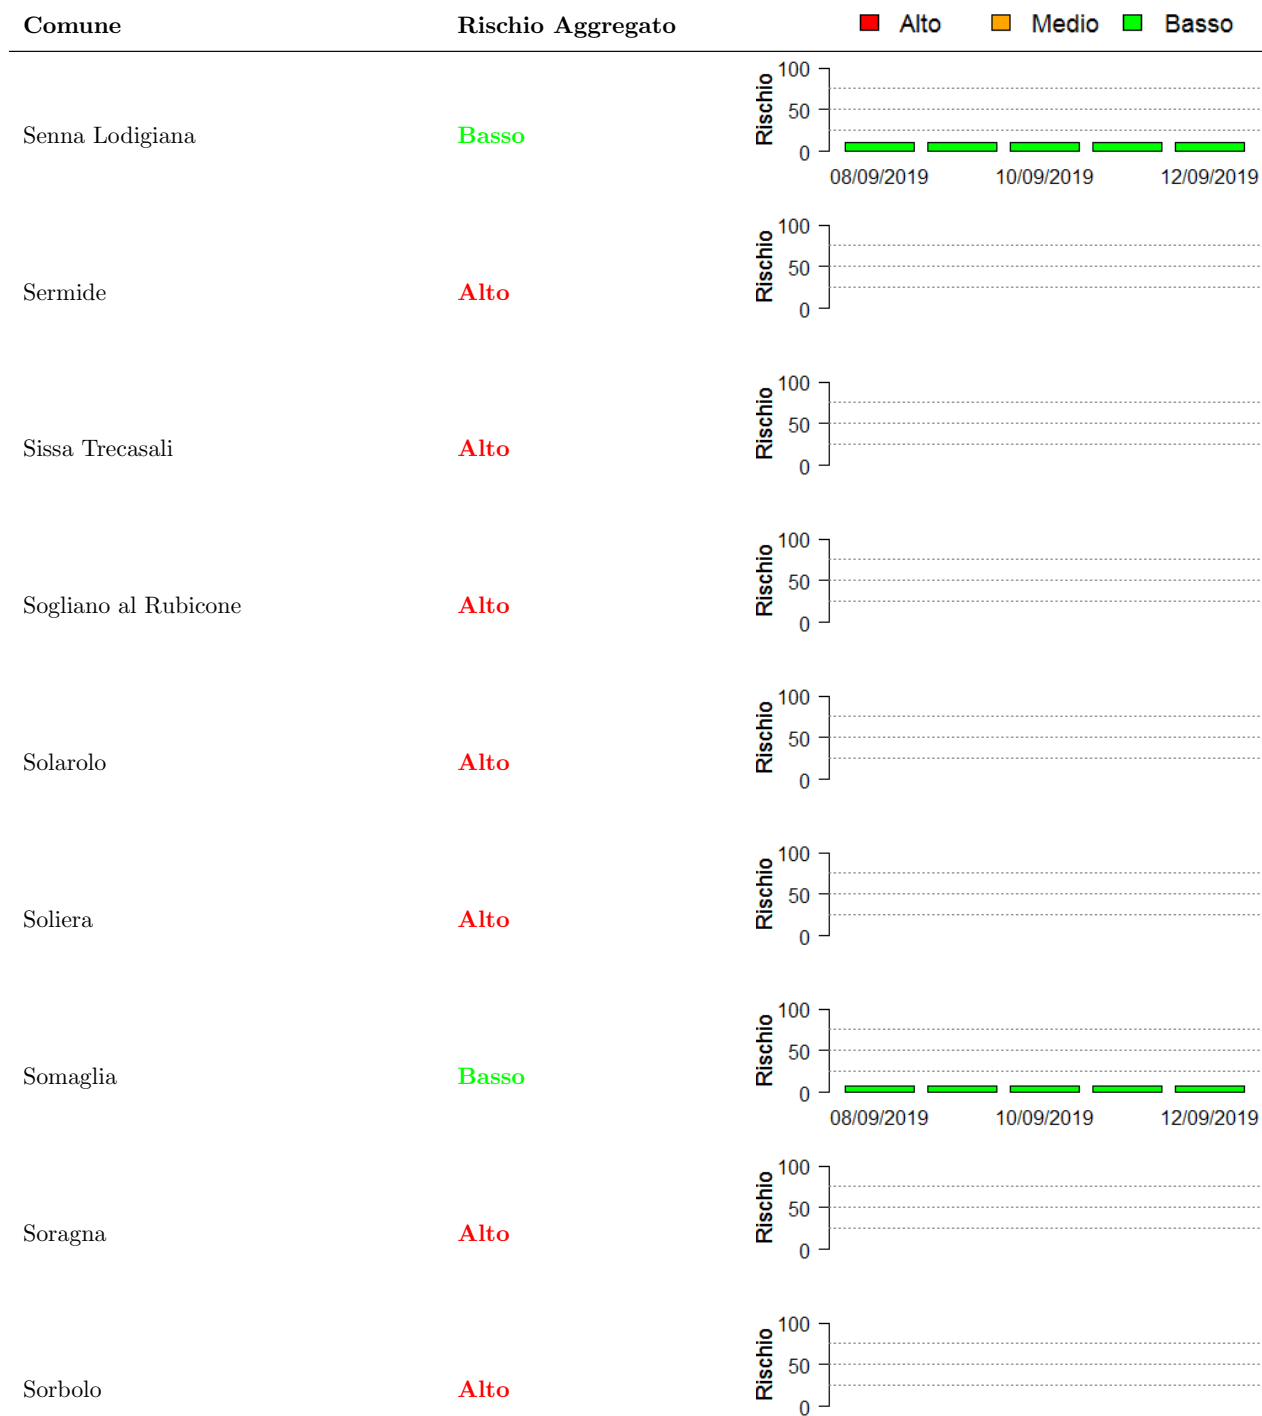 Comune Rischio Aggregato Alto Medio Basso
Senna Lodigiana Basso Rischio 100 50 0
08/09/2019 10/09/2019 12/09/2019
Sermide Alto Rischio 100 50 0
Sissa Trecasali Alto Rischio 100 50 0
Sogliano al Rubicone Alto Rischio 100 50 0
Solarolo Alto Rischio 100 50 0
Soliera Alto Rischio 100 50 0
Somaglia Basso Rischio 100 50 0
08/09/2019 10/09/2019 12/09/2019
Soragna Alto Rischio 100 50 0
Sorbolo Alto Rischio 100 50 0